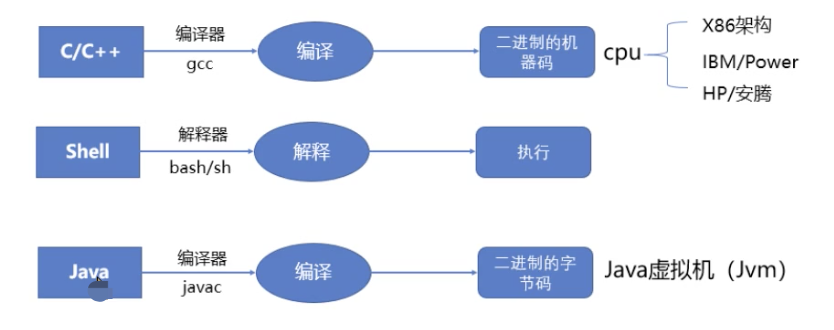 C/C++
编译器
gcc
编译
二进制的机
器码
cpu
X86架构
IBM/Power
HP/安腾
Shell
解释器
bash/sh
解释
执行
Java
编译器
javac
编译
二进制的字
节码
Java虚拟机（Jvm）